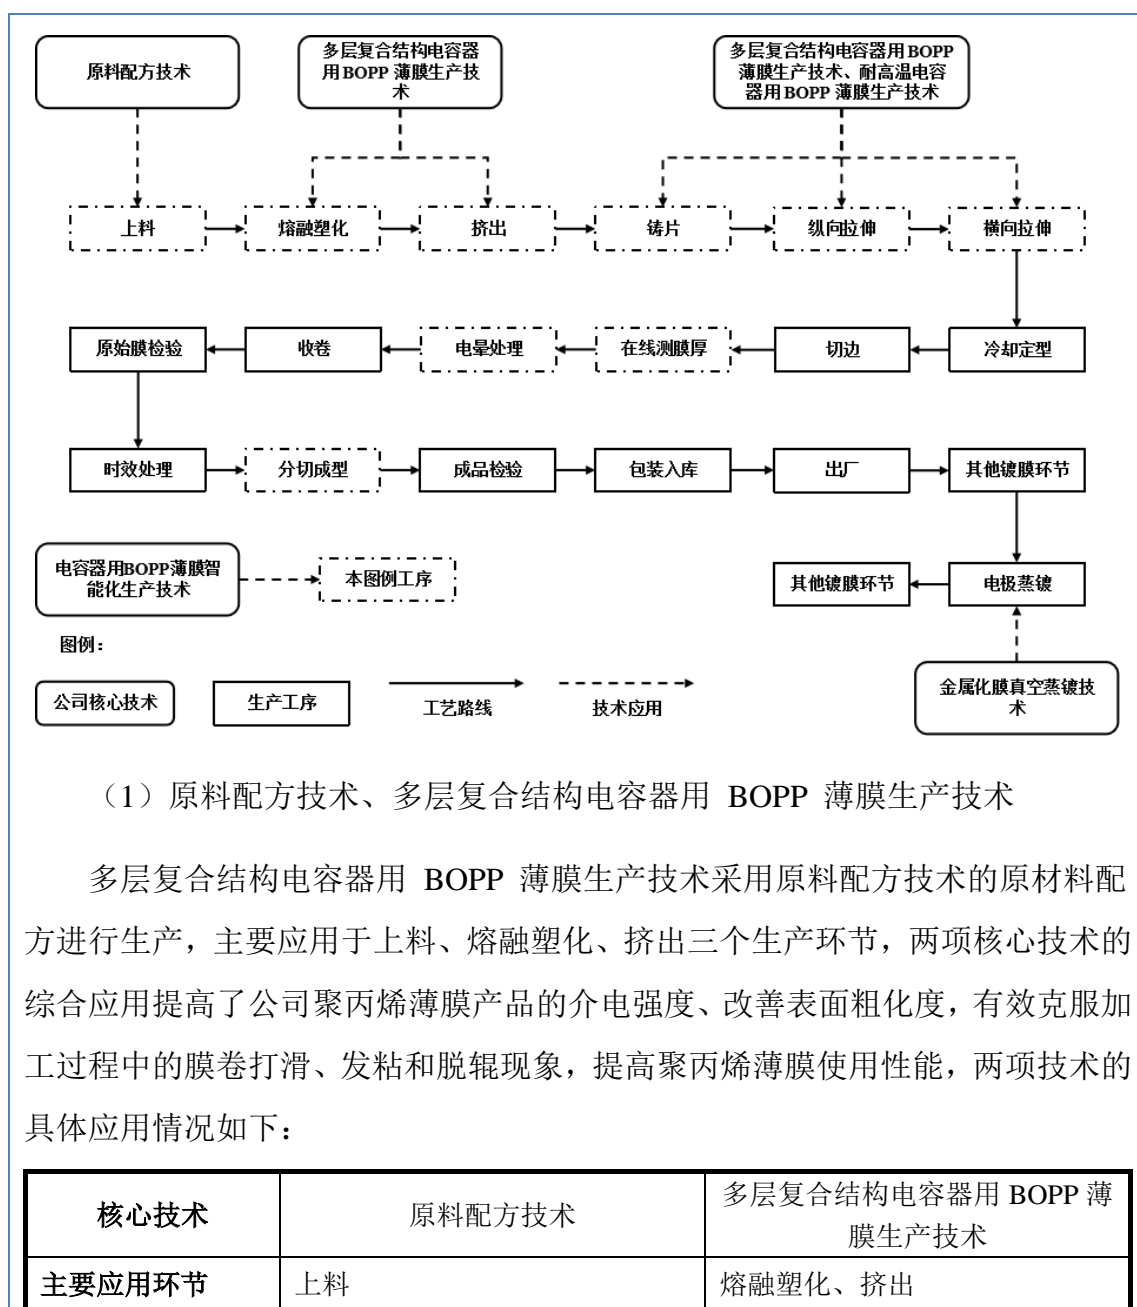 原料配方技术
多层复合结构电容器
用BOPP 薄膜生产技
术
多层复合结构电容器用BOPP
薄膜生产技术、耐高温电容
器用BOPP 薄膜生产技术
上料
熔融塑化
挤出
铸片
纵向拉伸
横向拉伸
原始膜检验
收卷
电晕处理
在线测膜厚
切边
冷却定型
时效处理
分切成型
成品检验
包装入库
出厂
其他镀膜环节
电容器用BOPP薄膜智
能化生产技术
本图例工序
其他镀膜环节
电极蒸镀
图例：
公司核心技术
生产工序
工艺路线
技术应用
金属化膜真空蒸镀技
术
（1）原料配方技术、多层复合结构电容器用 BOPP 薄膜生产技术
多层复合结构电容器用 BOPP 薄膜生产技术采用原料配方技术的原材料配
方进行生产，主要应用于上料、熔融塑化、挤出三个生产环节，两项核心技术的
综合应用提高了公司聚丙烯薄膜产品的介电强度、改善表面粗化度，有效克服加
工过程中的膜卷打滑、发粘和脱辊现象，提高聚丙烯薄膜使用性能，两项技术的
具体应用情况如下：
核心技术
原料配方技术
多层复合结构电容器用 BOPP 薄
膜生产技术
主要应用环节
上料
熔融塑化、挤出